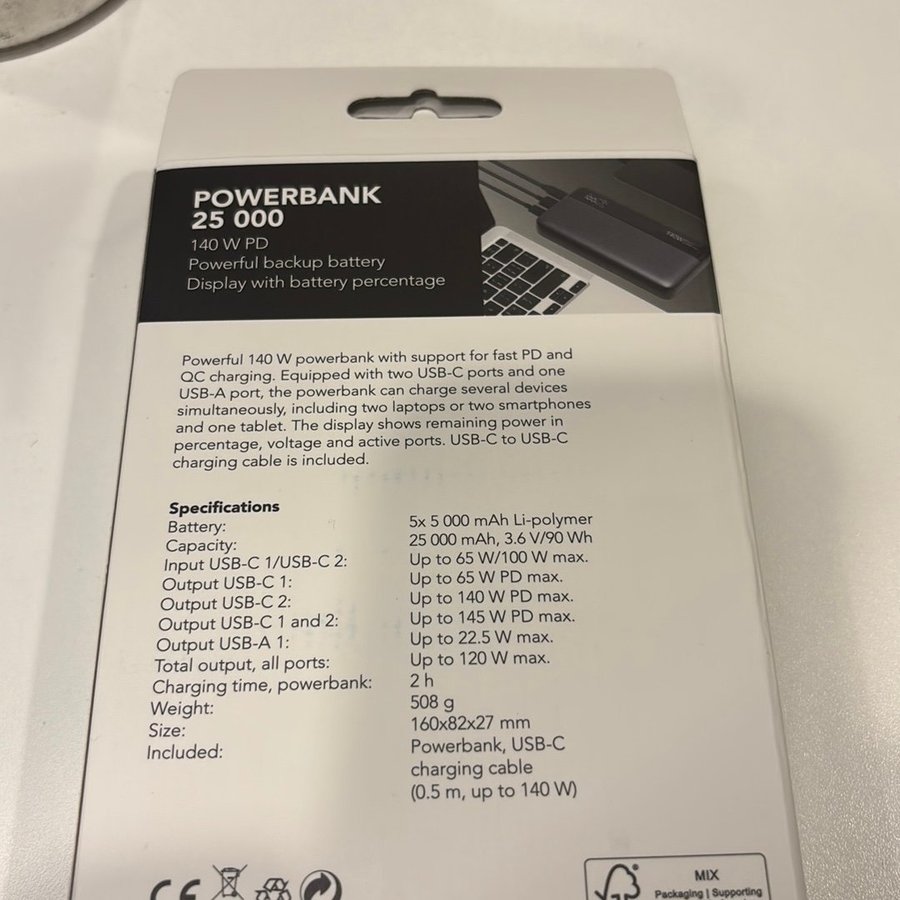 POWERBANK
25 000
140 W PD
Powerful backup battery
Display with battery percentage
Powerful 140 W powerbank with support for fast PD and
QC charging. Equipped with two USB-C ports and one
USB-A port, the powerbank can charge several devices
simultaneously, including two laptops or two smartphones
and one tablet. The display shows remaining power in
percentage, voltage and active ports. USB-C to USB-C
charging cable is included.
Specifications
Battery: 5x 5 000 mAh Li-polymer
Capacity: 25 000 mAh, 3.6 V/90 Wh
Input USB-C 1/USB-C 2: Up to 65 W/100 W max.
Output USB-C 1: Up to 65 W PD max.
Output USB-C 2: Up to 140 W PD max.
Output USB-C 1 and 2: Up to 145 W PD max.
Output USB-A 1: Up to 22.5 W max.
Total output, all ports: Up to 120 W max.
Charging time, powerbank: 2 h
Weight: 508 g
Size: 160x82x27 mm
Included: Powerbank, USB-C
charging cable
(0.5 m, up to 140 W)
CE
MIX
Packaging | Supporting